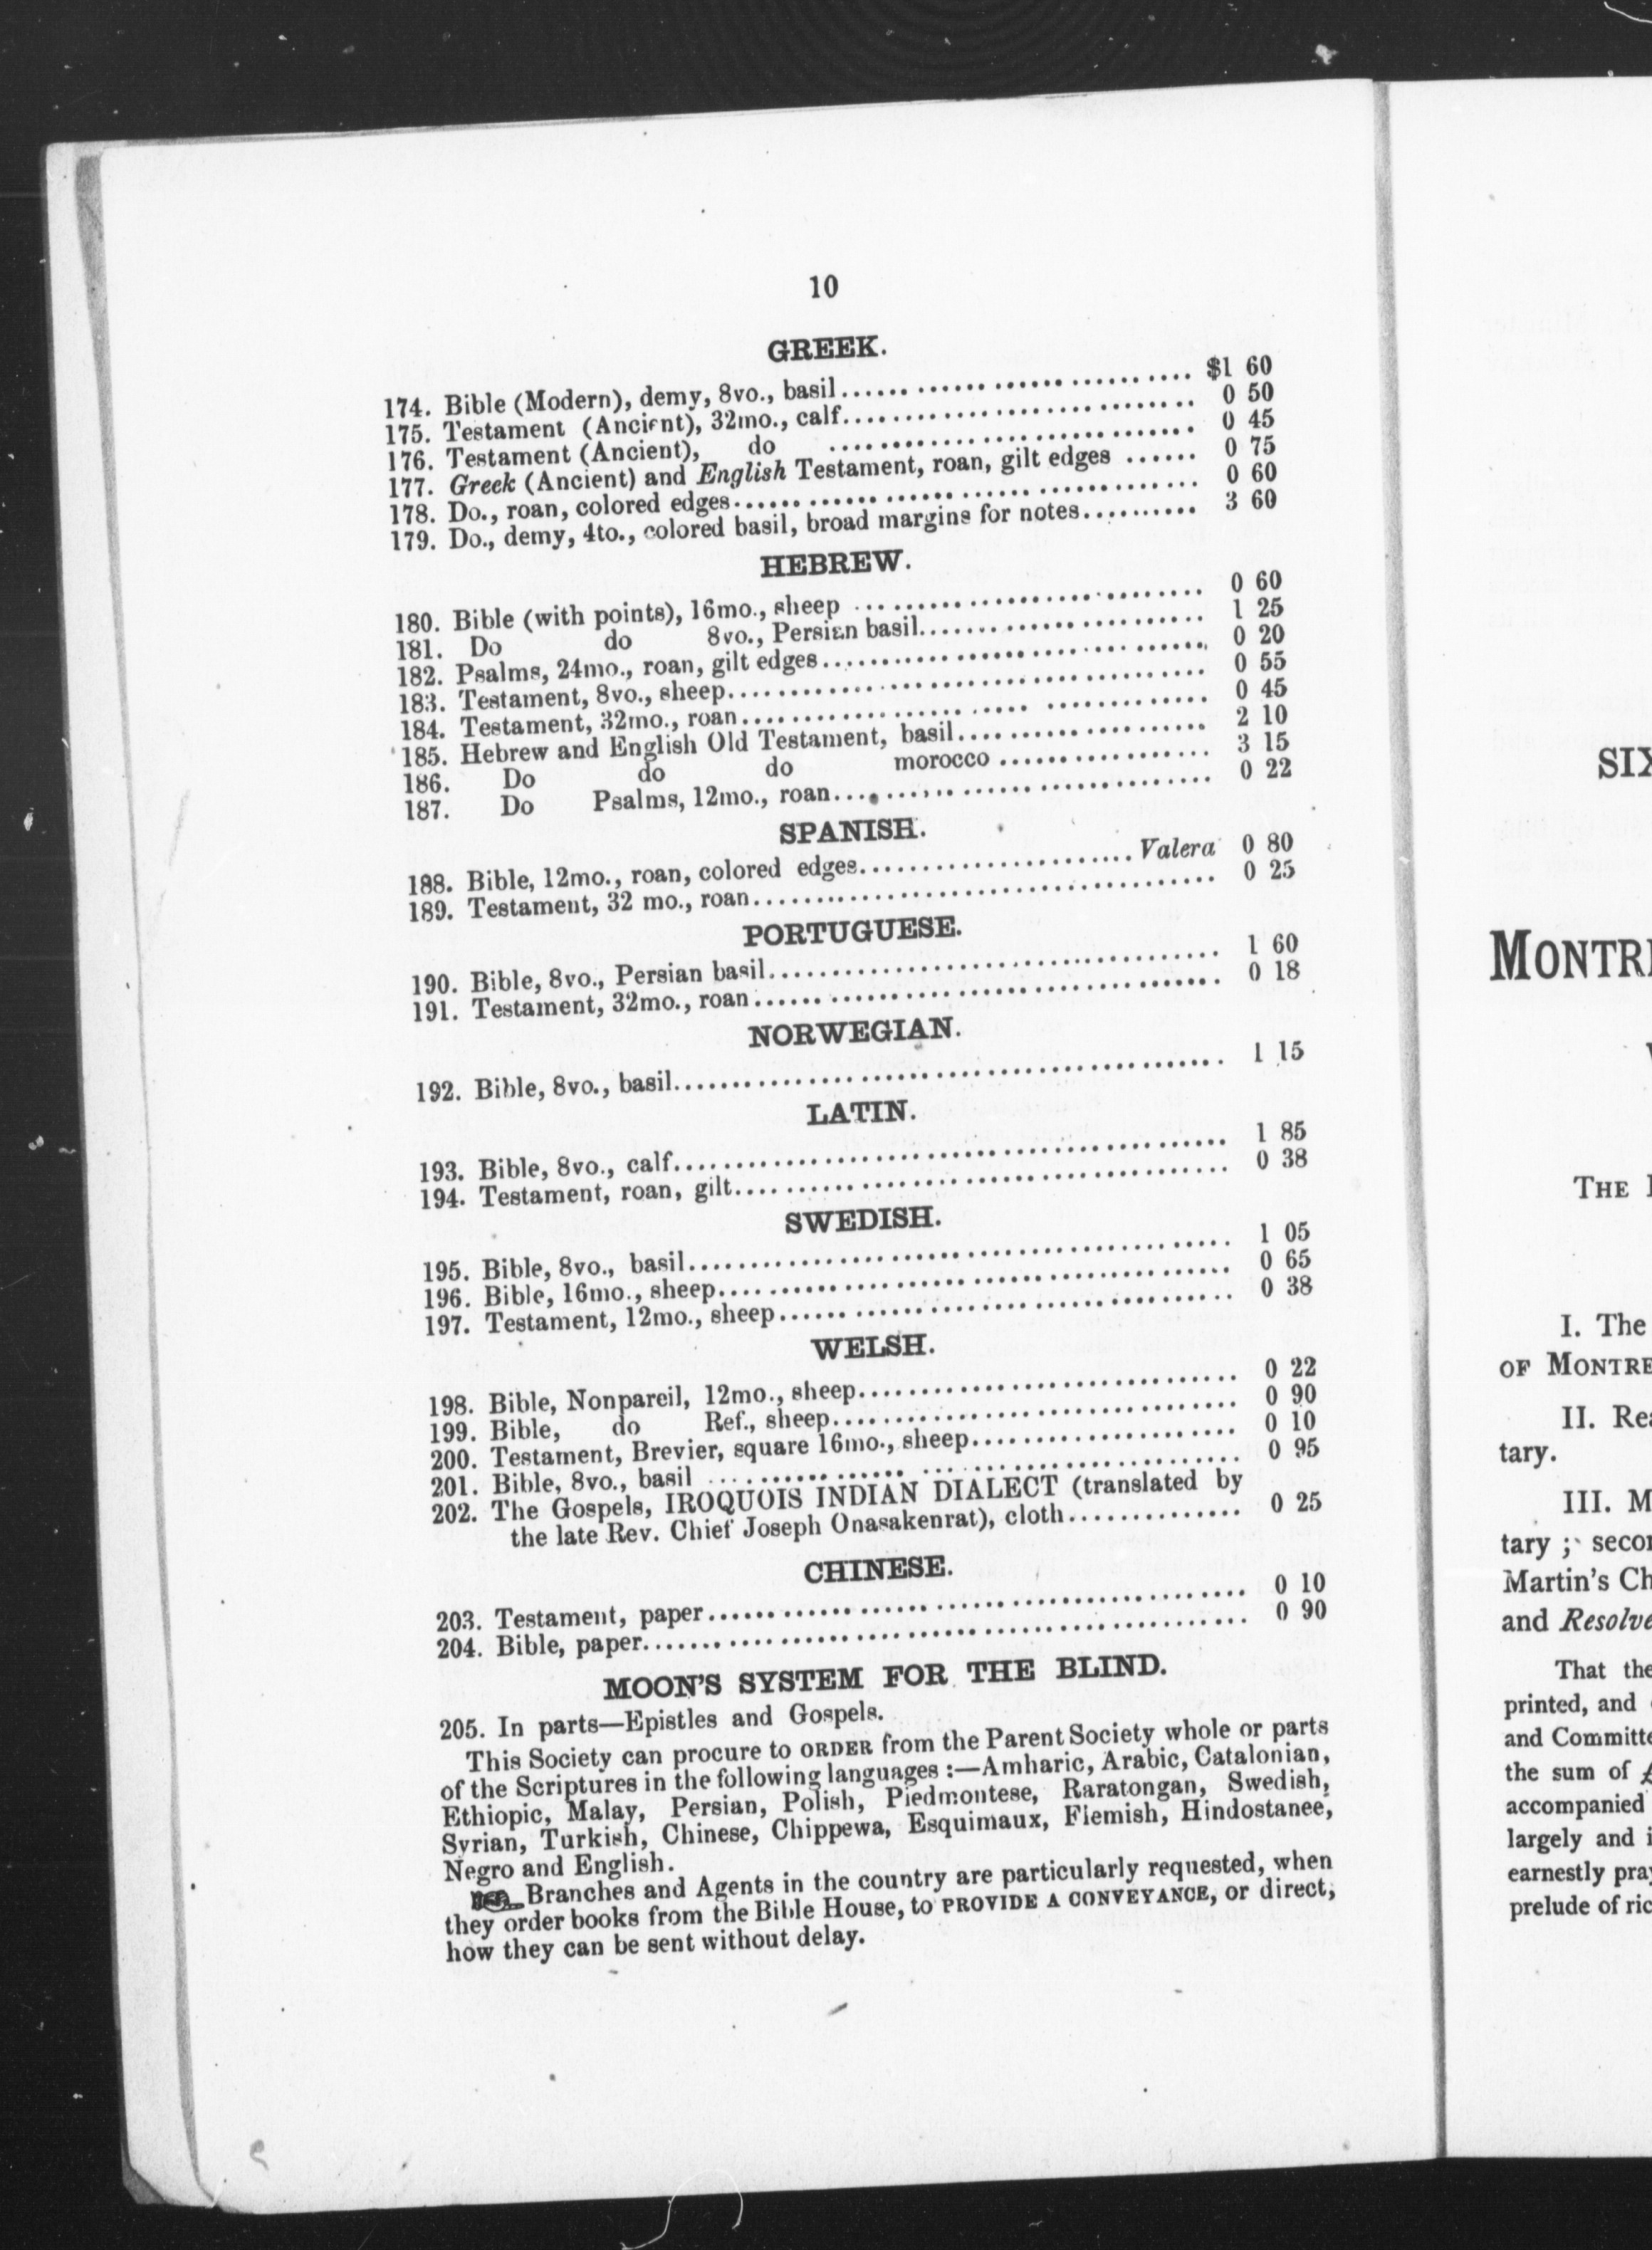 10
GREEK.
174. Bible (Modern), demy, 8vo., basil.................................... $1 60
175. Testament (Ancient), 32mo., calf.................................... 0 50
176. Testament (Ancient), do .................................... 0 45
177. Greek (Ancient) and English Testament, roan, gilt edges ...... 0 75
178. Do., roan, colored edges.................................... 0 60
179. Do., demy, 4to., colored basil, broad margins for notes.......... 3 60
HEBREW.
180. Bible (with points), 16mo., sheep .................................... 0 60
181. Do do 8vo., Persian basil.............................. 1 25
182. Psalms, 24mo., roan, gilt edges.................................... 0 20
183. Testament, 8vo., sheep.................................... 0 55
184. Testament, 32mo., roan.................................... 0 45
185. Hebrew and English Old Testament, basil.................... 2 10
186. Do do do morocco .................. 3 15
187. Do Psalms, 12mo., roan.................................... 0 22
SPANISH.
188. Bible, 12mo., roan, colored edges........................ Valera 0 80
189. Testament, 32 mo., roan.................................... 0 25
PORTUGUESE.
190. Bible, 8vo., Persian basil.................................... 1 60
191. Testament, 32mo., roan.................................... 0 18
NORWEGIAN.
192. Bible, 8vo., basil.................................... 1 15
LATIN.
193. Bible, 8vo., calf.................................... 1 85
194. Testament, roan, gilt.................................... 0 38
SWEDISH.
195. Bible, 8vo., basil.................................... 1 05
196. Bible, 16mo., sheep.................................... 0 65
197. Testament, 12mo., sheep.................................... 0 38
WELSH.
198. Bible, Nonpareil, 12mo., sheep.............................. 0 22
199. Bible, do Ref., sheep.................................... 0 90
200. Testament, Brevier, square 16mo., sheep...................... 0 10
201. Bible, 8vo., basil .................................... 0 95
202. The Gospels, IROQUOIS INDIAN DIALECT (translated by
the late Rev. Chief Joseph Onasakenrat), cloth.............. 0 25
CHINESE.
203. Testament, paper.................................... 0 10
204. Bible, paper.................................... 0 90
MOON'S SYSTEM FOR THE BLIND.
205. In parts—Epistles and Gospels.
This Society can procure to ORDER from the Parent Society whole or parts
of the Scriptures in the following languages :—Amharic, Arabic, Catalonian,
Ethiopic, Malay, Persian, Polish, Piedmontese, Raratongan, Swedish,
Syrian, Turkish, Chinese, Chippewa, Esquimaux, Flemish, Hindostanee,
Negro and English.
☞ Branches and Agents in the country are particularly requested, when
they order books from the Bible House, to PROVIDE A CONVEYANCE, or direct,
how they can be sent without delay.
THE
I. The
OF
II.
tary.
III.
tary ;
Martin's
and
That the
printed, and
and
the sum of
accompanied
largely and
earnestly
prelude of